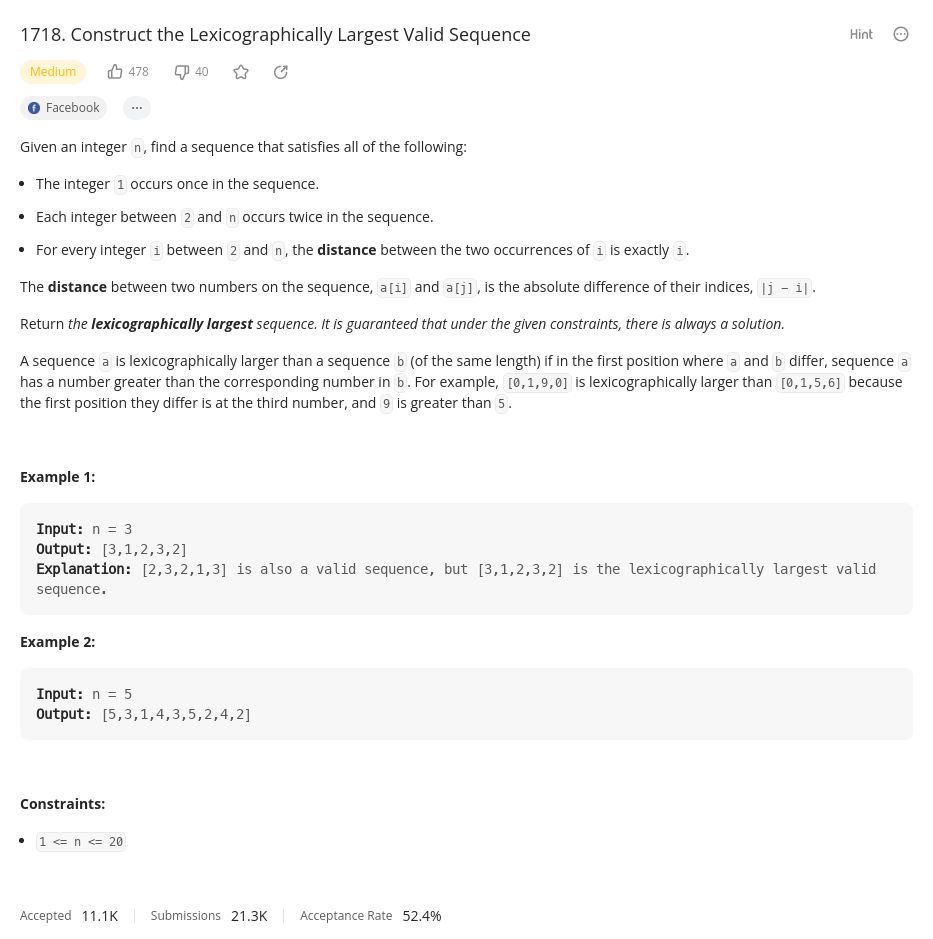 1718. Construct the Lexicographically Largest Valid Sequence
Hint
Medium 478 40
Facebook ...
Given an integer n, find a sequence that satisfies all of the following:
• The integer 1 occurs once in the sequence.
• Each integer between 2 and n occurs twice in the sequence.
• For every integer i between 2 and n, the distance between the two occurrences of i is exactly i.
The distance between two numbers on the sequence, a[i] and a[j], is the absolute difference of their indices, |j - i|.
Return the lexicographically largest sequence. It is guaranteed that under the given constraints, there is always a solution.
A sequence a is lexicographically larger than a sequence b (of the same length) if in the first position where a and b differ, sequence a
has a number greater than the corresponding number in b. For example, [0,1,9,0] is lexicographically larger than [0,1,5,6] because
the first position they differ is at the third number, and 9 is greater than 5.
Example 1:
Input: n = 3
Output: [3,1,2,3,2]
Explanation: [2,3,2,1,3] is also a valid sequence, but [3,1,2,3,2] is the lexicographically largest valid
sequence.
Example 2:
Input: n = 5
Output: [5,3,1,4,3,5,2,4,2]
Constraints:
• 1 <= n <= 20
Accepted 11.1K Submissions 21.3K Acceptance Rate 52.4%